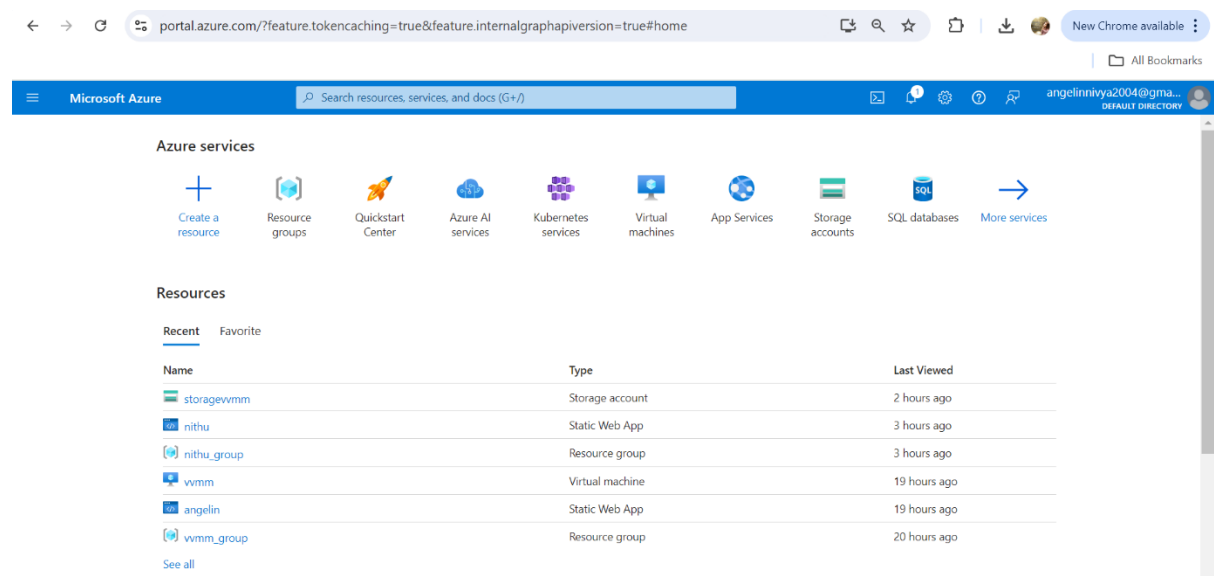 portal.azure.com/?feature.tokencaching=true&feature.internalgraphapiversion=true#home
New Chrome available
All Bookmarks
Microsoft Azure
Search resources, services, and docs (G+/)
1
angelinnivya2004@gma...
DEFAULT DIRECTORY
Azure services
Create a
resource
Resource
groups
Quickstart
Center
Azure AI
services
Kubernetes
services
Virtual
machines
App Services
Storage
accounts
SQL
SQL databases
More services
Resources
Recent Favorite
Name Type Last Viewed
storagevvmm Storage account 2 hours ago
nithu Static Web App 3 hours ago
nithu_group Resource group 3 hours ago
vvmm Virtual machine 19 hours ago
angelin Static Web App 19 hours ago
vvmm_group Resource group 20 hours ago
See all